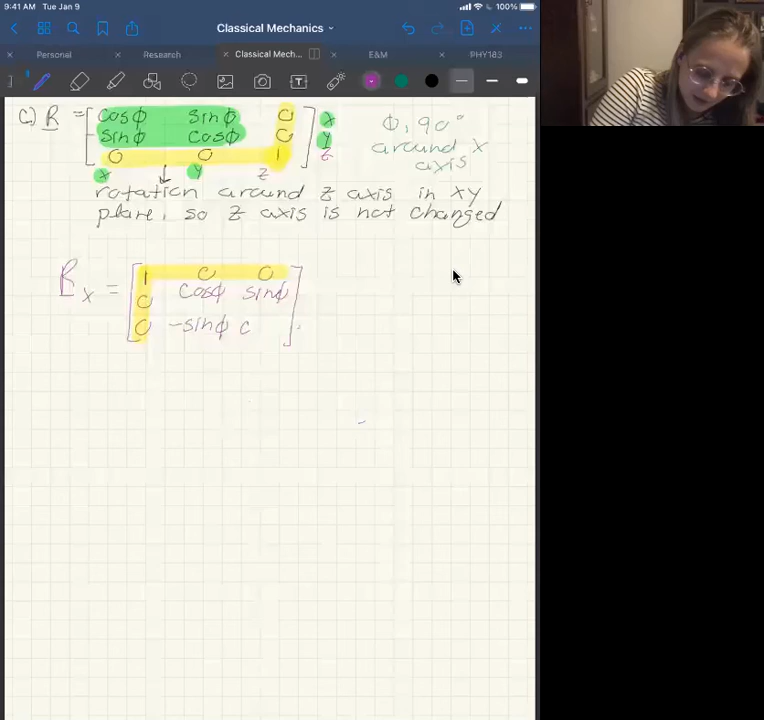 9:41 AM Tue Jan 9
100%
Classical Mechanics
Personal
Research
Classical Mech...
E&M
PHY183
c.) R = [cosϕ sinϕ 0] x
-sinϕ cosϕ 0 y
0 0 1 z
x y z
ϕ, 90°
around x
axis
rotation around z axis in xy
plane, so z axis is not changed
R x = [1 0 0]
0 cosϕ sinϕ
0 -sinϕ c